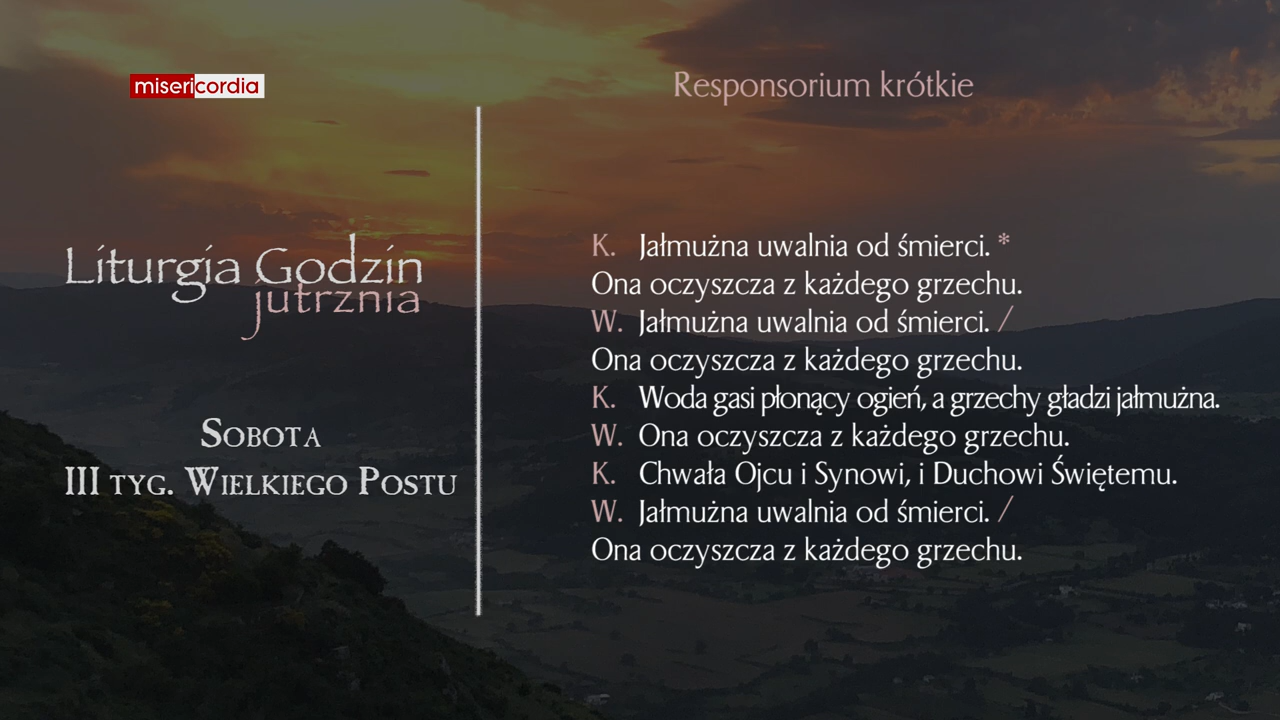 misericordia
Liturgia Godzin
jutrznia
Sobota
III tyg. Wielkiego Postu
Responsorium krótkie
K. Jałmużna uwalnia od śmierci. *
Ona oczyszcza z każdego grzechu.
W. Jałmużna uwalnia od śmierci. /
Ona oczyszcza z każdego grzechu.
K. Woda gasi płonący ogień, a grzechy gładzi jałmużna.
W. Ona oczyszcza z każdego grzechu.
K. Chwała Ojcu i Synowi, i Duchowi Świętemu.
W. Jałmużna uwalnia od śmierci. /
Ona oczyszcza z każdego grzechu.